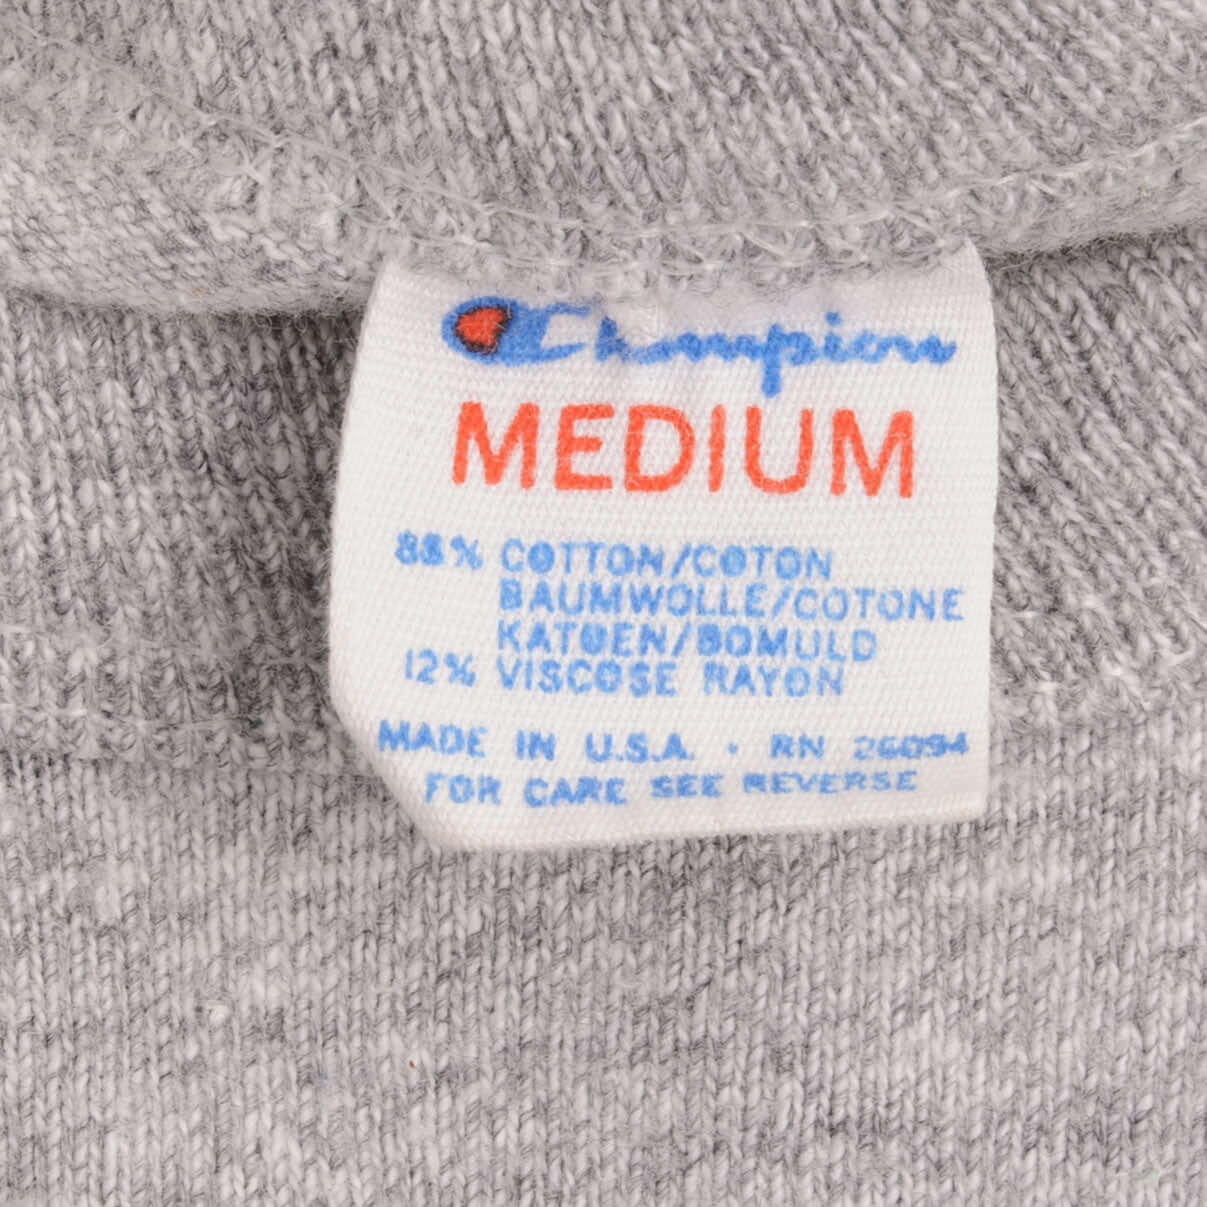 Champion
MEDIUM
88% COTTON/COTON
BAUMWOLLE/COTONE
KATOEN/BOMULD
12% VISCOSE RAYON
MADE IN U.S.A. • RN 26094
FOR CARE SEE REVERSE